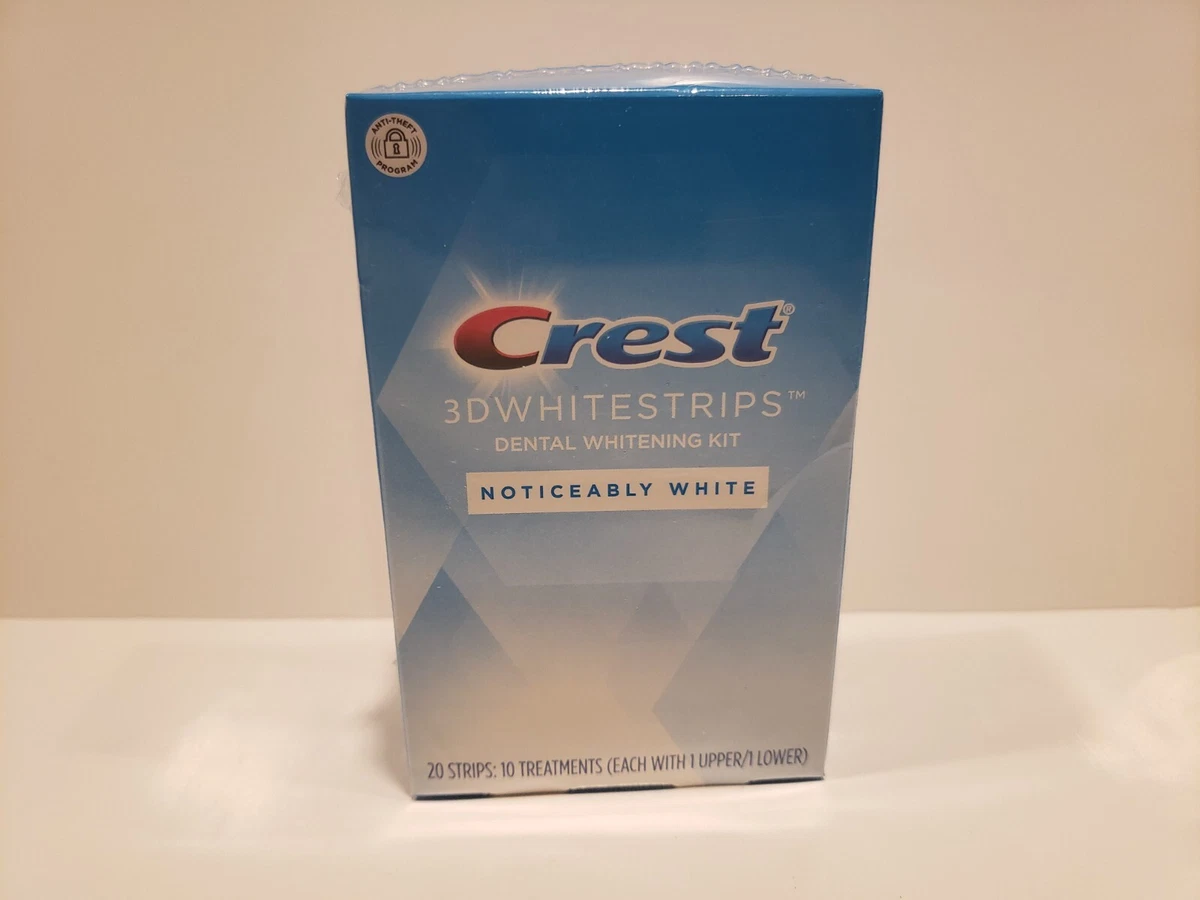 ANTI-THEFT
PROGRAM
Crest®
3DWHITESTRIPS™
DENTAL WHITENING KIT
NOTICEABLY WHITE
20 STRIPS: 10 TREATMENTS (EACH WITH 1 UPPER/1 LOWER)